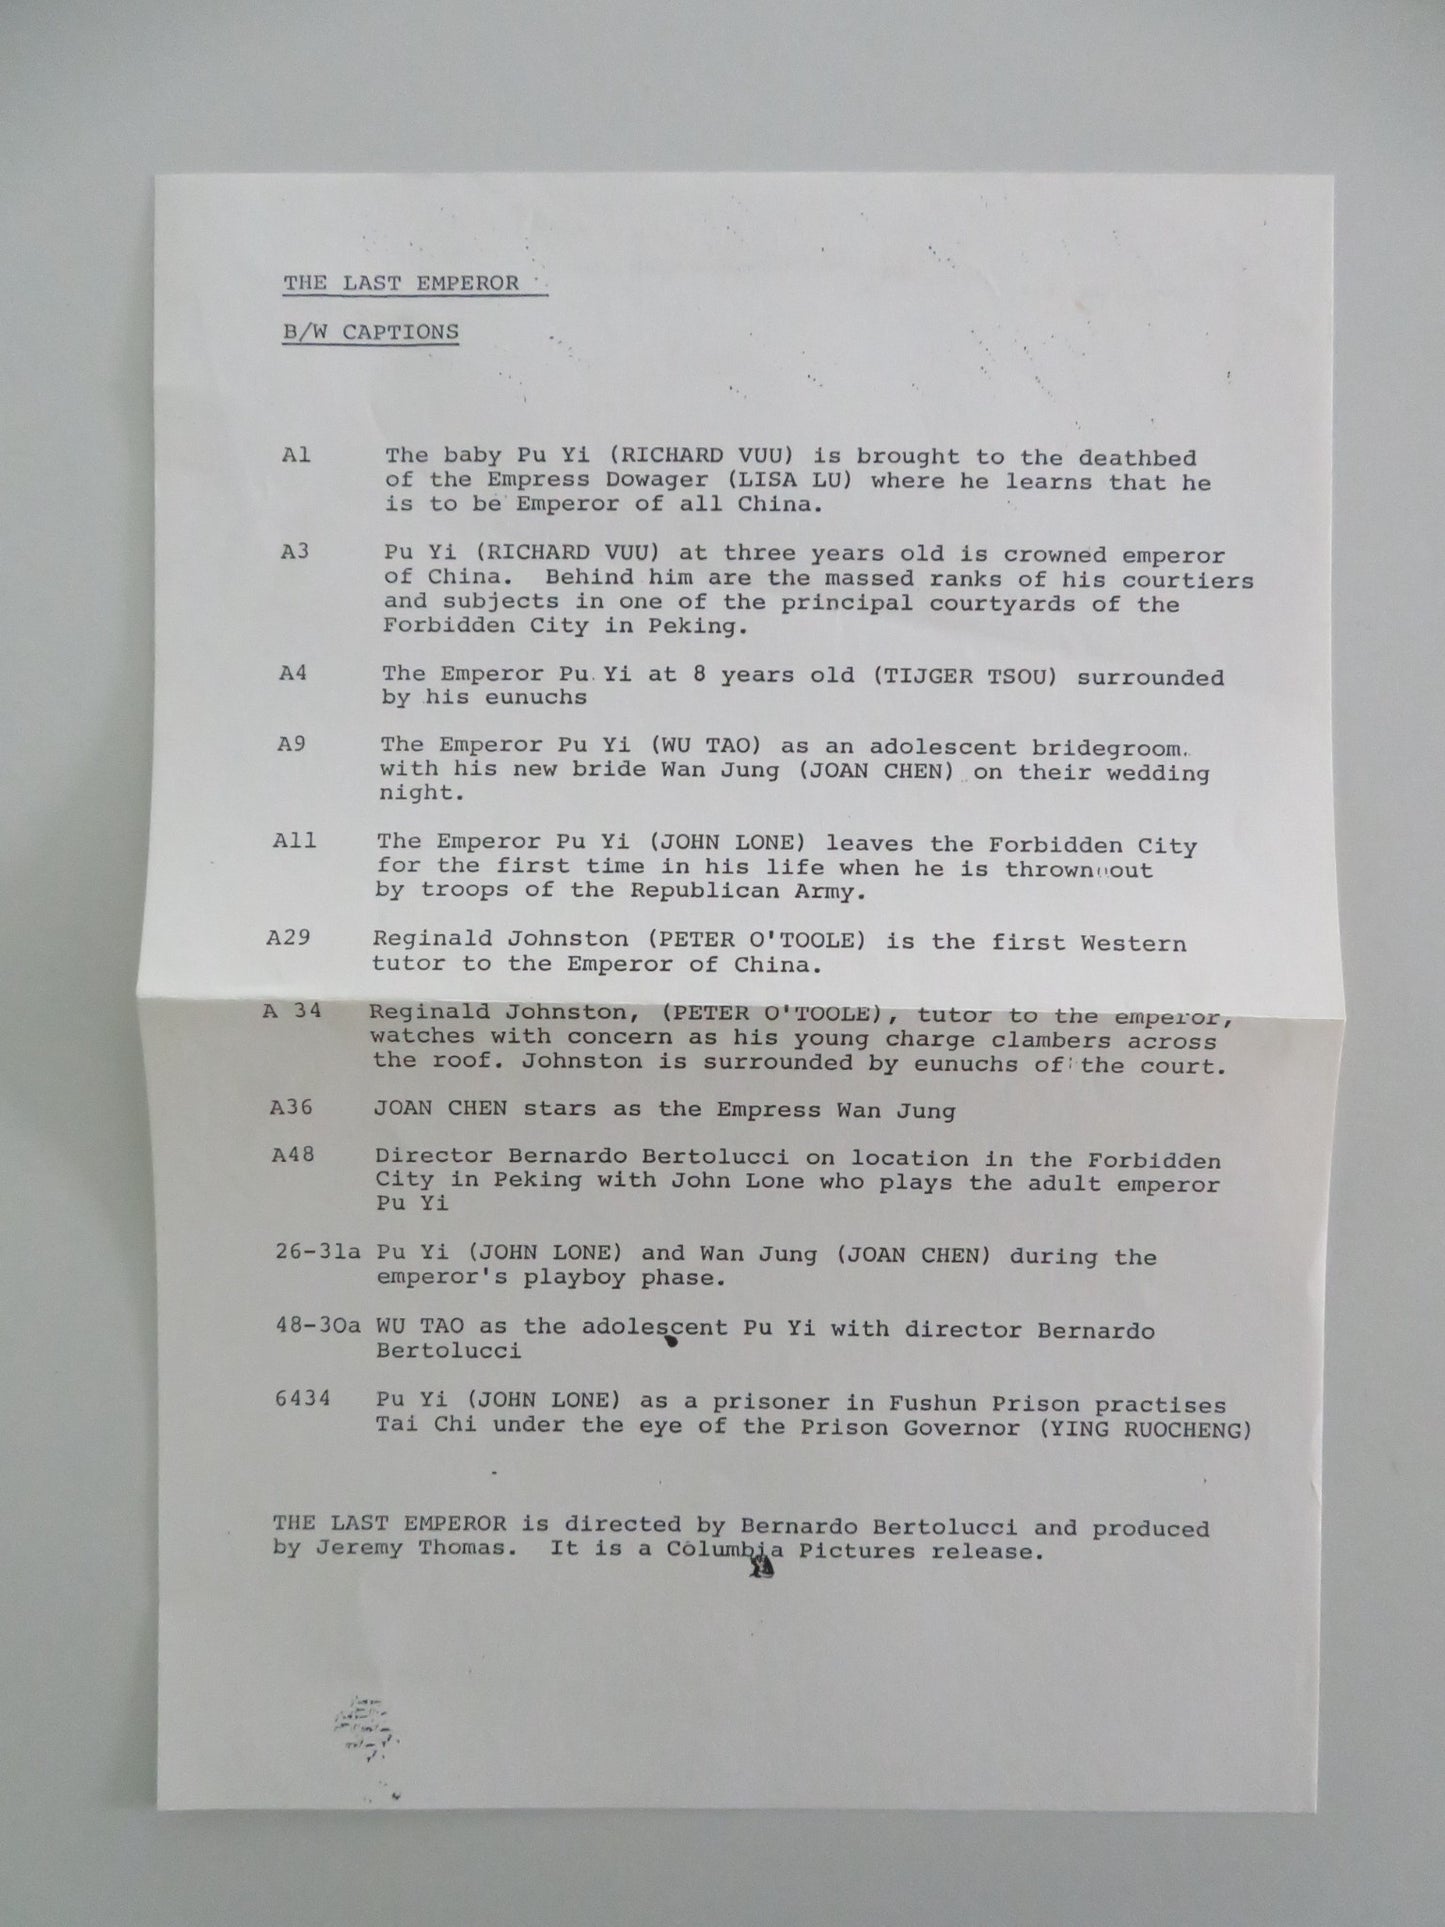 THE LAST EMPEROR
B/W CAPTIONS
A1 The baby Pu Yi (RICHARD VUU) is brought to the deathbed
of the Empress Dowager (LISA LU) where he learns that he
is to be Emperor of all China.
A3 Pu Yi (RICHARD VUU) at three years old is crowned emperor
of China. Behind him are the massed ranks of his courtiers
and subjects in one of the principal courtyards of the
Forbidden City in Peking.
A4 The Emperor Pu Yi at 8 years old (TIJGER TSOU) surrounded
by his eunuchs
A9 The Emperor Pu Yi (WU TAO) as an adolescent bridegroom
with his new bride Wan Jung (JOAN CHEN) on their wedding
night.
A11 The Emperor Pu Yi (JOHN LONE) leaves the Forbidden City
for the first time in his life when he is thrown out
by troops of the Republican Army.
A29 Reginald Johnston (PETER O'TOOLE) is the first Western
tutor to the Emperor of China.
A 34 Reginald Johnston, (PETER O'TOOLE), tutor to the emperor,
watches with concern as his young charge clambers across
the roof. Johnston is surrounded by eunuchs of the court.
A36 JOAN CHEN stars as the Empress Wan Jung
A48 Director Bernardo Bertolucci on location in the Forbidden
City in Peking with John Lone who plays the adult emperor
Pu Yi
26-31a Pu Yi (JOHN LONE) and Wan Jung (JOAN CHEN) during the
emperor's playboy phase.
48-30a WU TAO as the adolescent Pu Yi with director Bernardo
Bertolucci
6434 Pu Yi (JOHN LONE) as a prisoner in Fushun Prison practises
Tai Chi under the eye of the Prison Governor (YING RUOCHENG)
THE LAST EMPEROR is directed by Bernardo Bertolucci and produced
by Jeremy Thomas. It is a Columbia Pictures release.